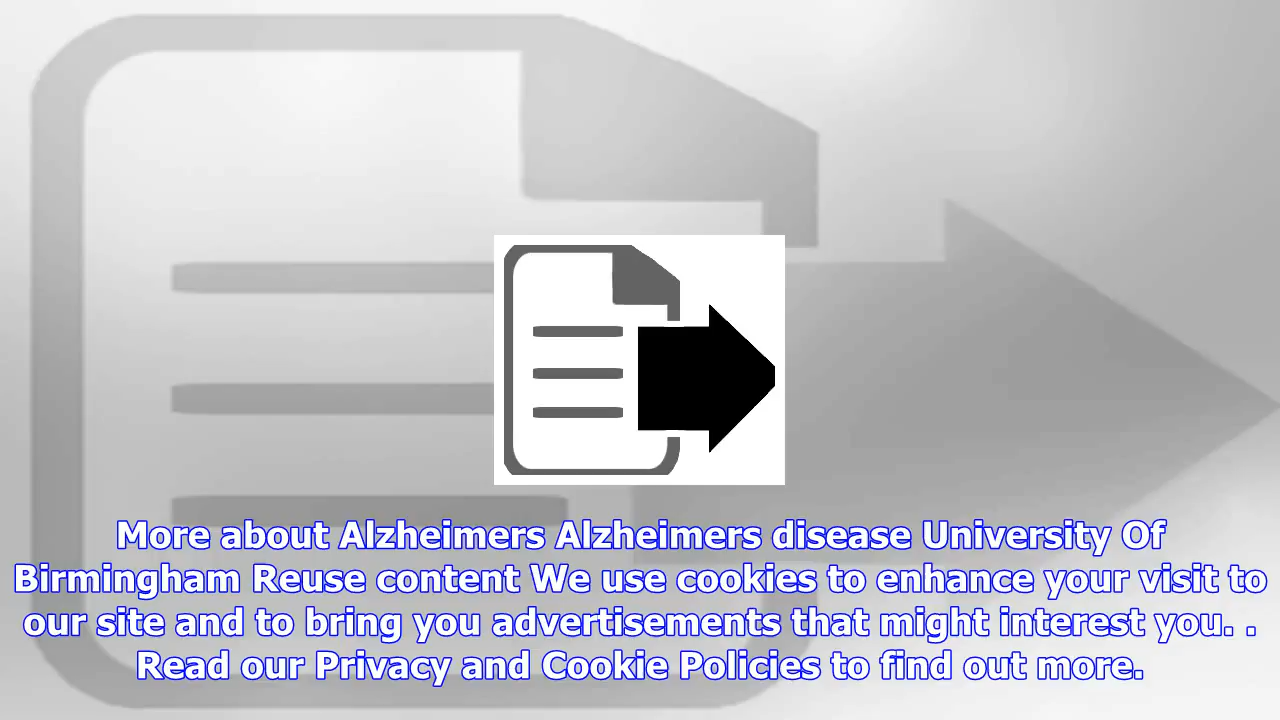 More about Alzheimers Alzheimers disease University Of
Birmingham Reuse content We use cookies to enhance your visit to
our site and to bring you advertisements that might interest you. .
Read our Privacy and Cookie Policies to find out more.